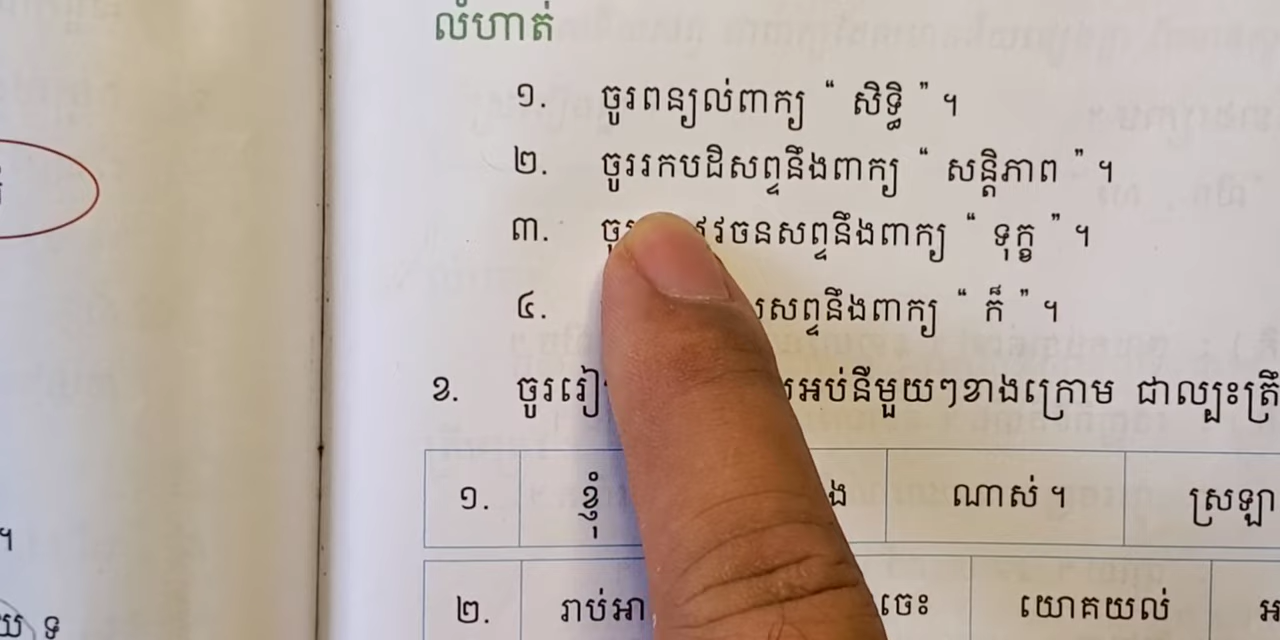 លំហាត់
១. ចូរពន្យល់ពាក្យ “ សិទ្ធិ ” ។
២. ចូររកបដិសព្ទនឹងពាក្យ “ សន្តិភាព ” ។
៣. វវចនសព្ទនឹងពាក្យ “ ទុក្ខ ” ។
៤. សព្ទនឹងពាក្យ “ ក៏ ” ។
ខ. ចូររៀ អប់នីមួយៗខាងក្រោម ជាល្បះត្រឹ
១. ខ្ញុំ ង ណាស់ ។ ស្រឡា
២. រាប់អា ចេះ យោគយល់ អ